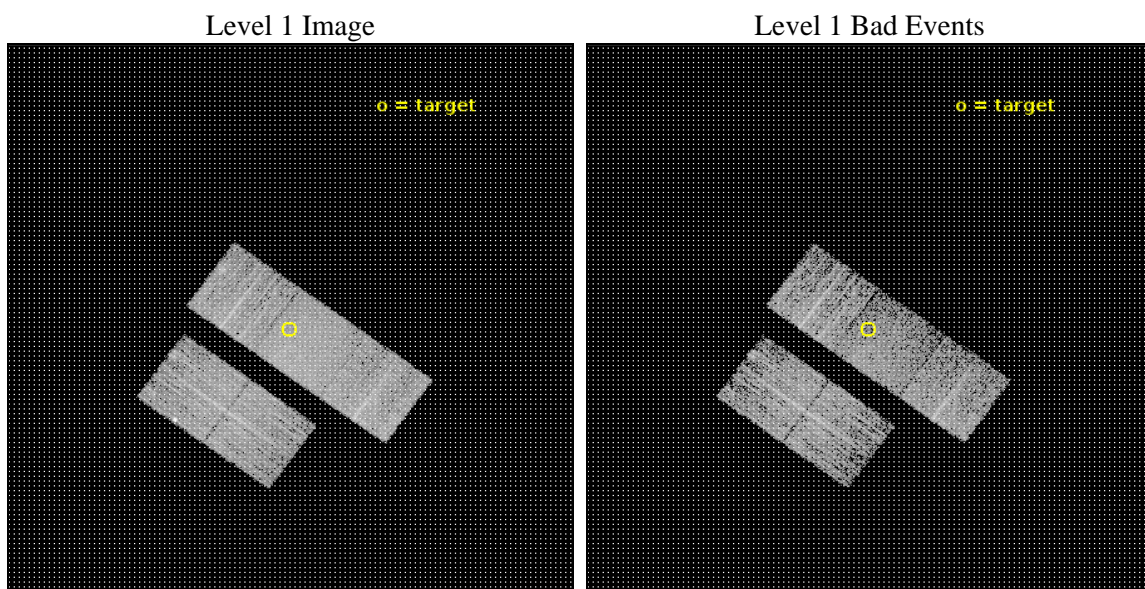 Level 1 Image
Level 1 Bad Events
o = target
o = target